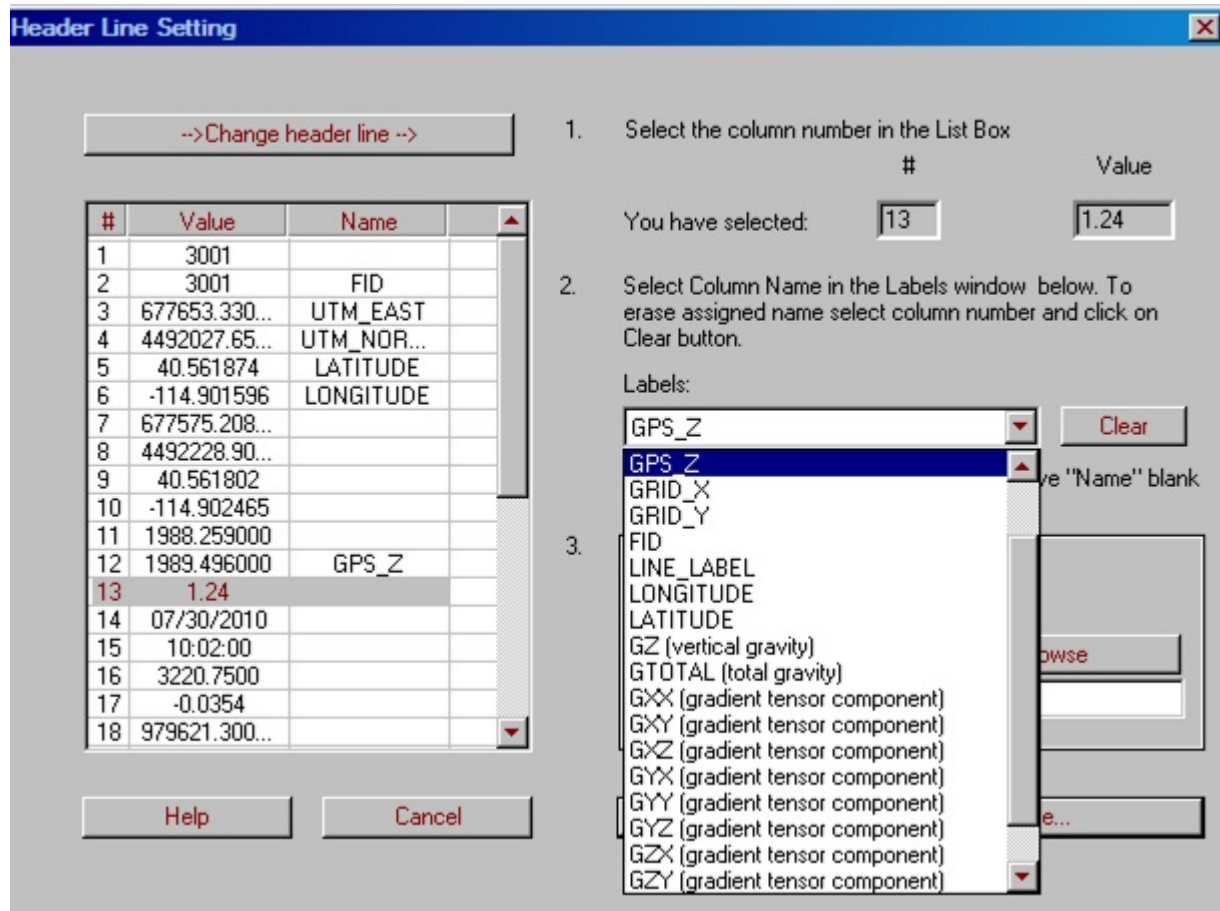 Header Line Setting
-->Change header line -->
# Value Name
1 3001
2 3001 FID
3 677653.330... UTM_EAST
4 4492027.65... UTM_NOR...
5 40.561874 LATITUDE
6 -114.901596 LONGITUDE
7 677575.208...
8 4492228.90...
9 40.561802
10 -114.902465
11 1988.259000
12 1989.496000 GPS_Z
13 1.24
14 07/30/2010
15 10:02:00
16 3220.7500
17 -0.0354
18 979621.300...
Help Cancel
1. Select the column number in the List Box
# Value
You have selected: 13 1.24
2. Select Column Name in the Labels window below. To
erase assigned name select column number and click on
Clear button.
Labels:
GPS_Z Clear
GPS_Z
GRID_X
GRID_Y
FID
LINE_LABEL
LONGITUDE
LATITUDE
GZ (vertical gravity)
GTOTAL (total gravity)
GXX (gradient tensor component)
GXY (gradient tensor component)
GXZ (gradient tensor component)
GYX (gradient tensor component)
GYY (gradient tensor component)
GYZ (gradient tensor component)
GZX (gradient tensor component)
GZY (gradient tensor component)
"Name" blank
3.